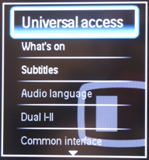 Universal access
What's on
Subtitles
Audio language
Dual I-II
Common interface